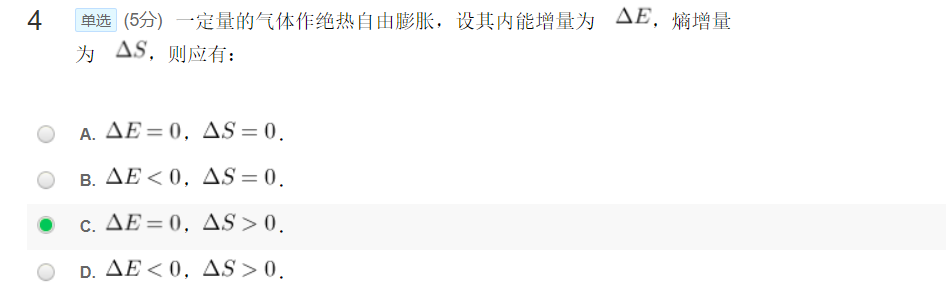 4 单选 (5分) 一定量的气体作绝热自由膨胀，设其内能增量为 ΔE，熵增量
为 ΔS，则应有：
A. ΔE = 0, ΔS = 0.
B. ΔE < 0, ΔS = 0.
C. ΔE = 0, ΔS > 0.
D. ΔE < 0, ΔS > 0.